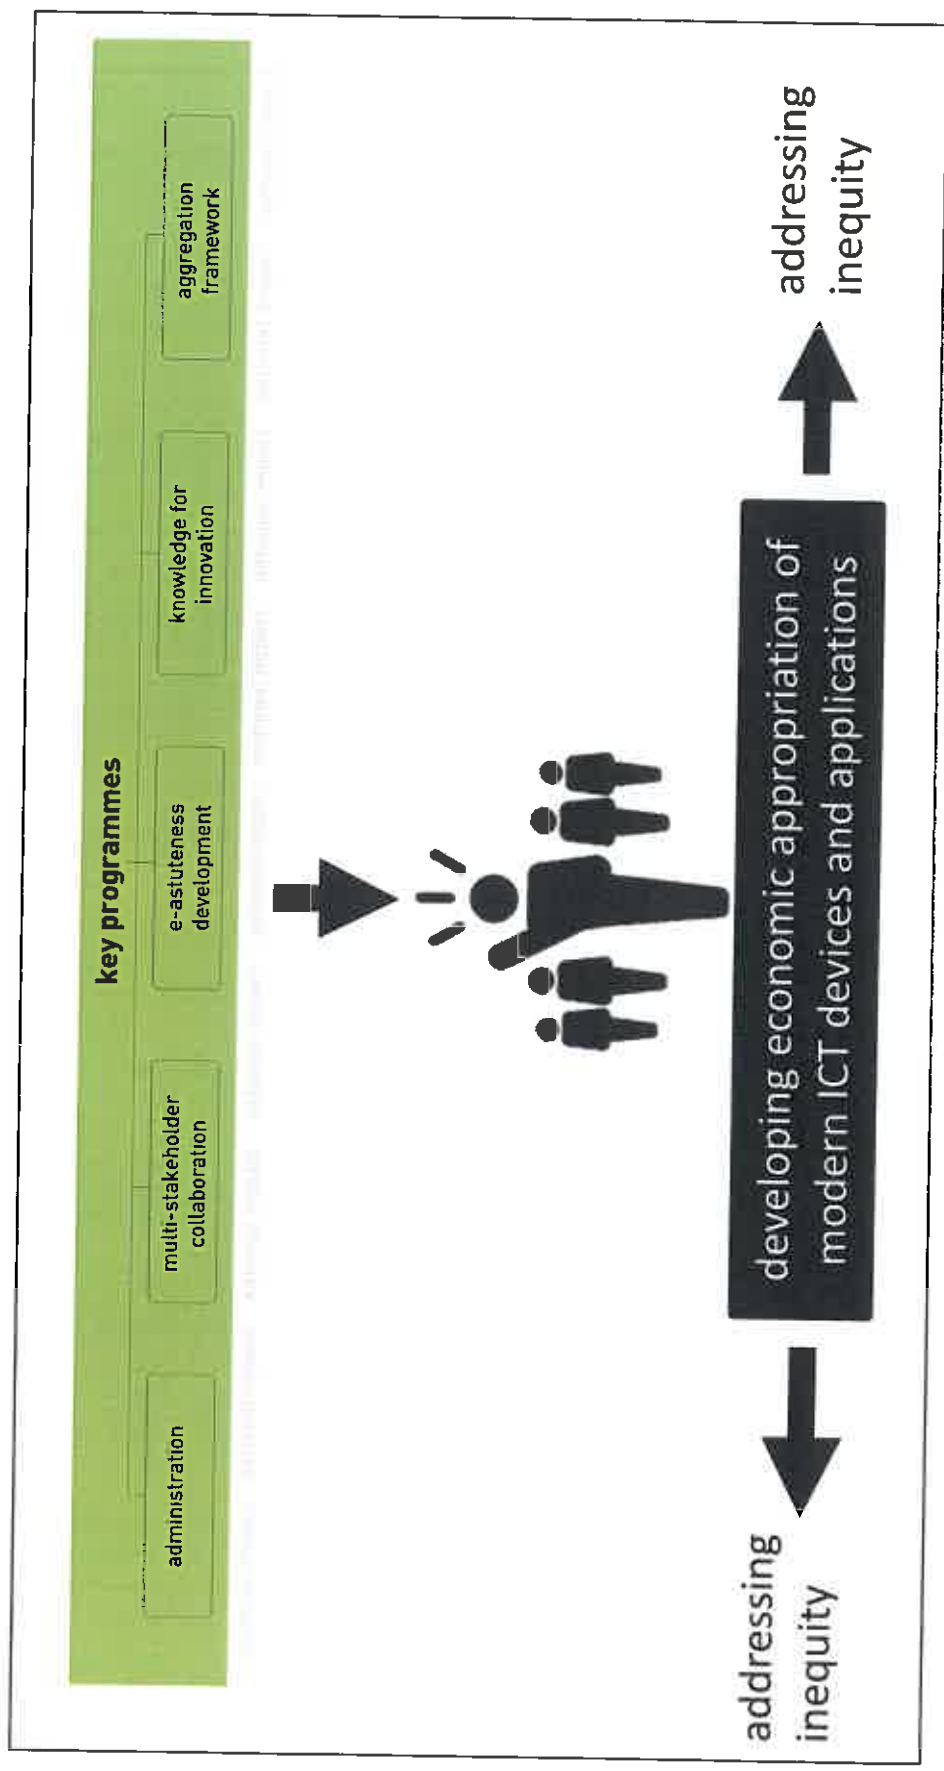 key programmes
administration
multi-stakeholder
collaboration
e-astuteness
development
knowledge for
innovation
aggregation
framework
developing economic appropriation of
modern ICT devices and applications
addressing
inequity
addressing
inequity